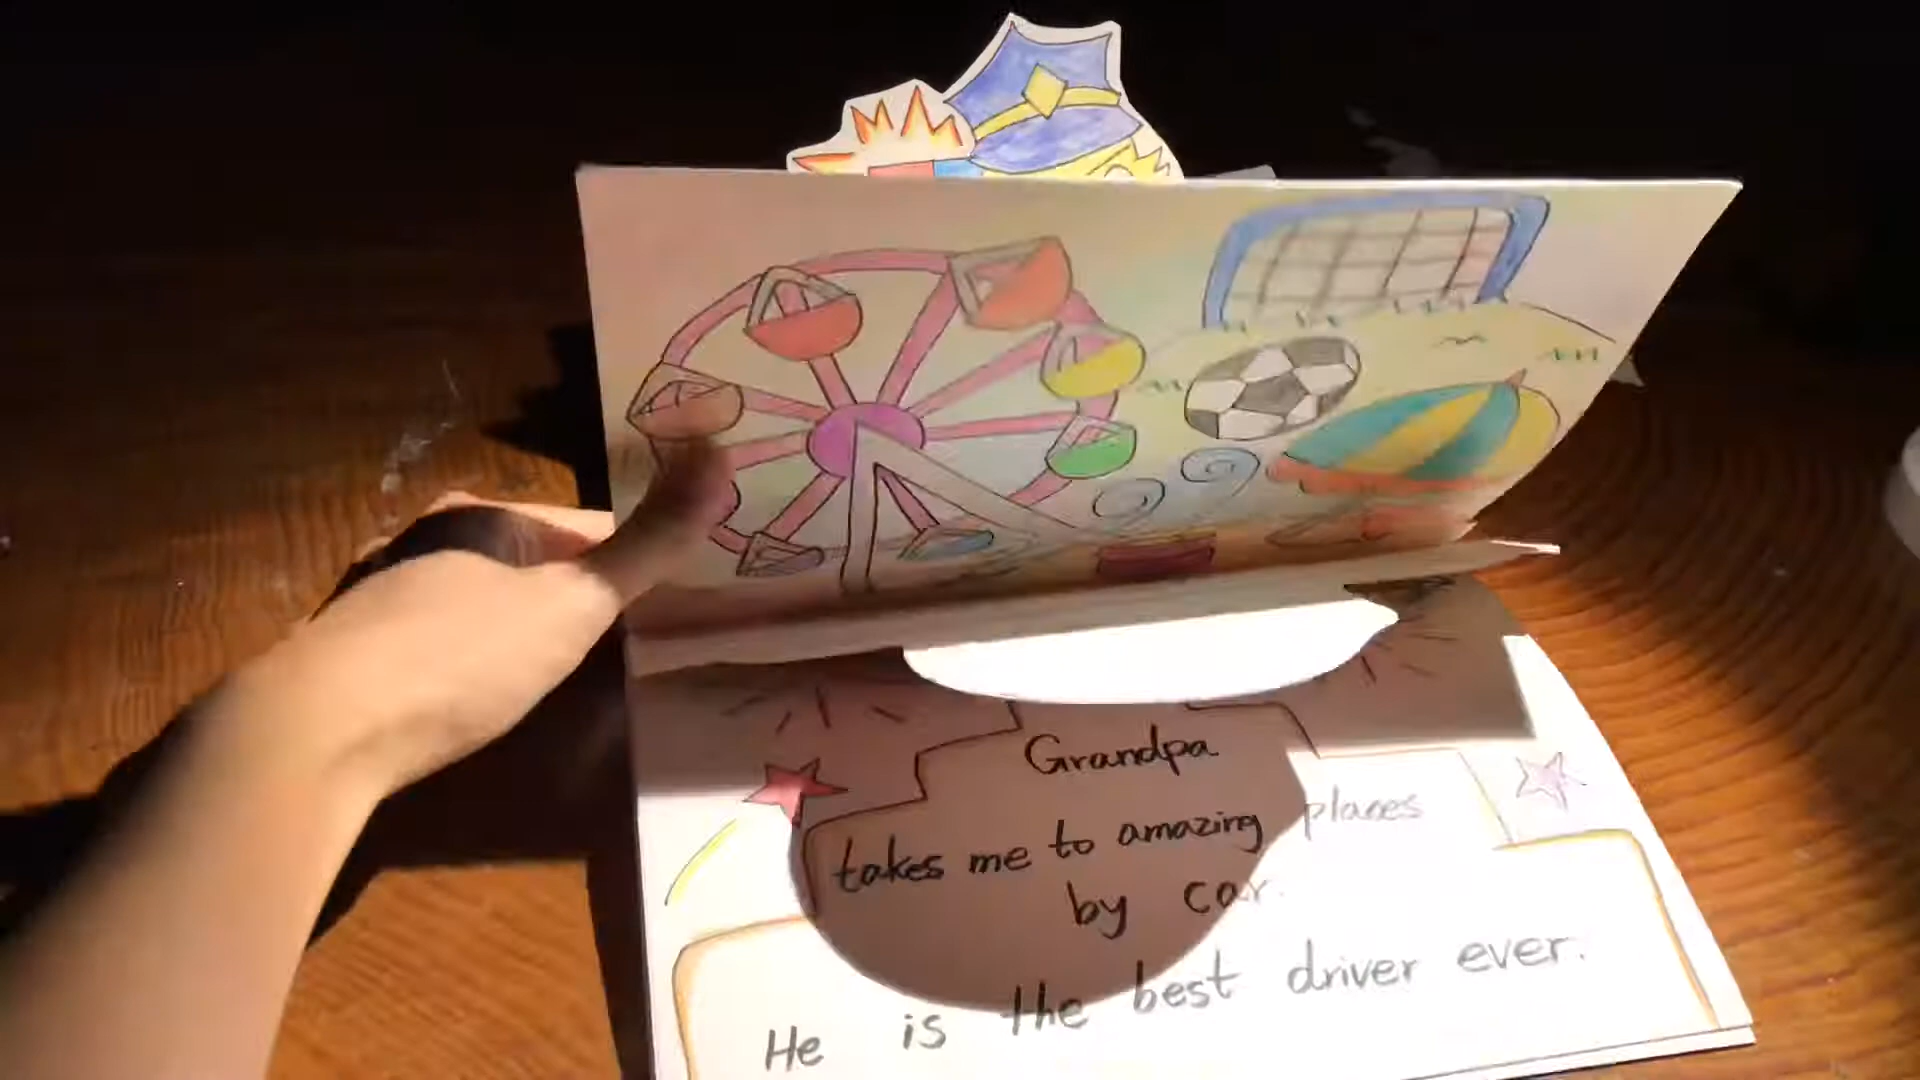 Grandpa
takes me to amazing places
by car.
He is the best driver ever.